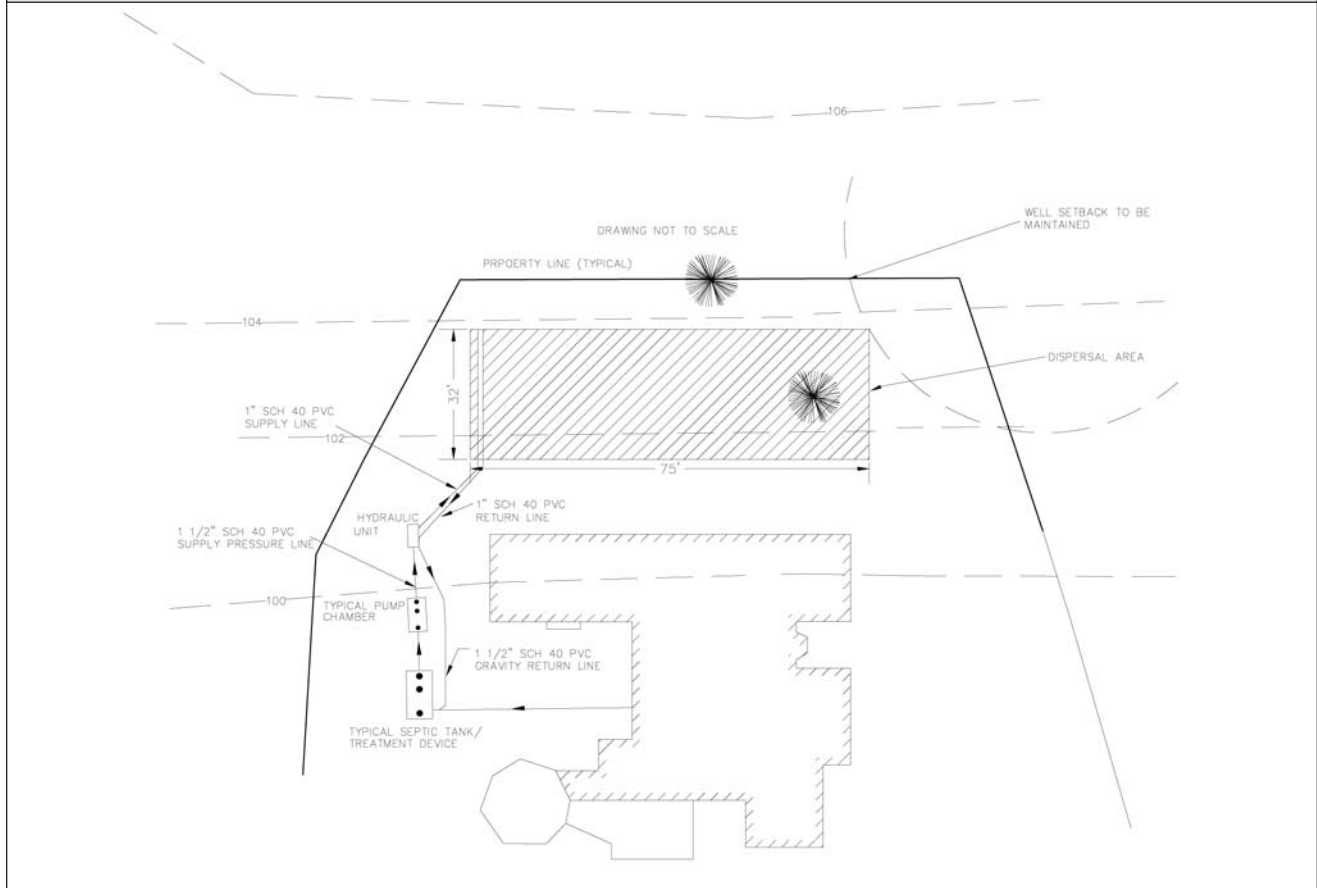 106
WELL SETBACK TO BE
MAINTAINED
DRAWING NOT TO SCALE
PRPOERTY LINE (TYPICAL)
104
DISPERSAL AREA
32'
1" SCH 40 PVC
SUPPLY LINE
102
75'
1" SCH 40 PVC
RETURN LINE
HYDRAULIC
UNIT
1 1/2" SCH 40 PVC
SUPPLY PRESSURE LINE
100
TYPICAL PUMP
CHAMBER
1 1/2" SCH 40 PVC
GRAVITY RETURN LINE
TYPICAL SEPTIC TANK/
TREATMENT DEVICE